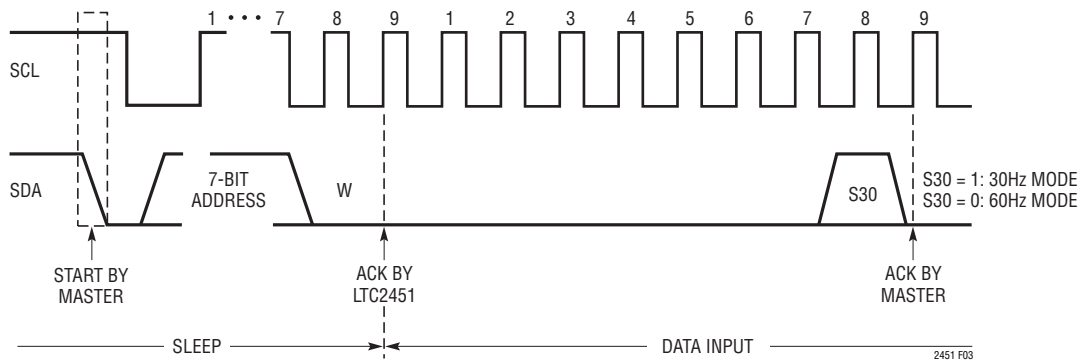 1 • • • 7 8 9 1 2 3 4 5 6 7 8 9
SCL
SDA
7-BIT
ADDRESS
W
S30
S30 = 1: 30Hz MODE
S30 = 0: 60Hz MODE
START BY
MASTER
ACK BY
LTC2451
ACK BY
MASTER
SLEEP
DATA INPUT
2451 F03